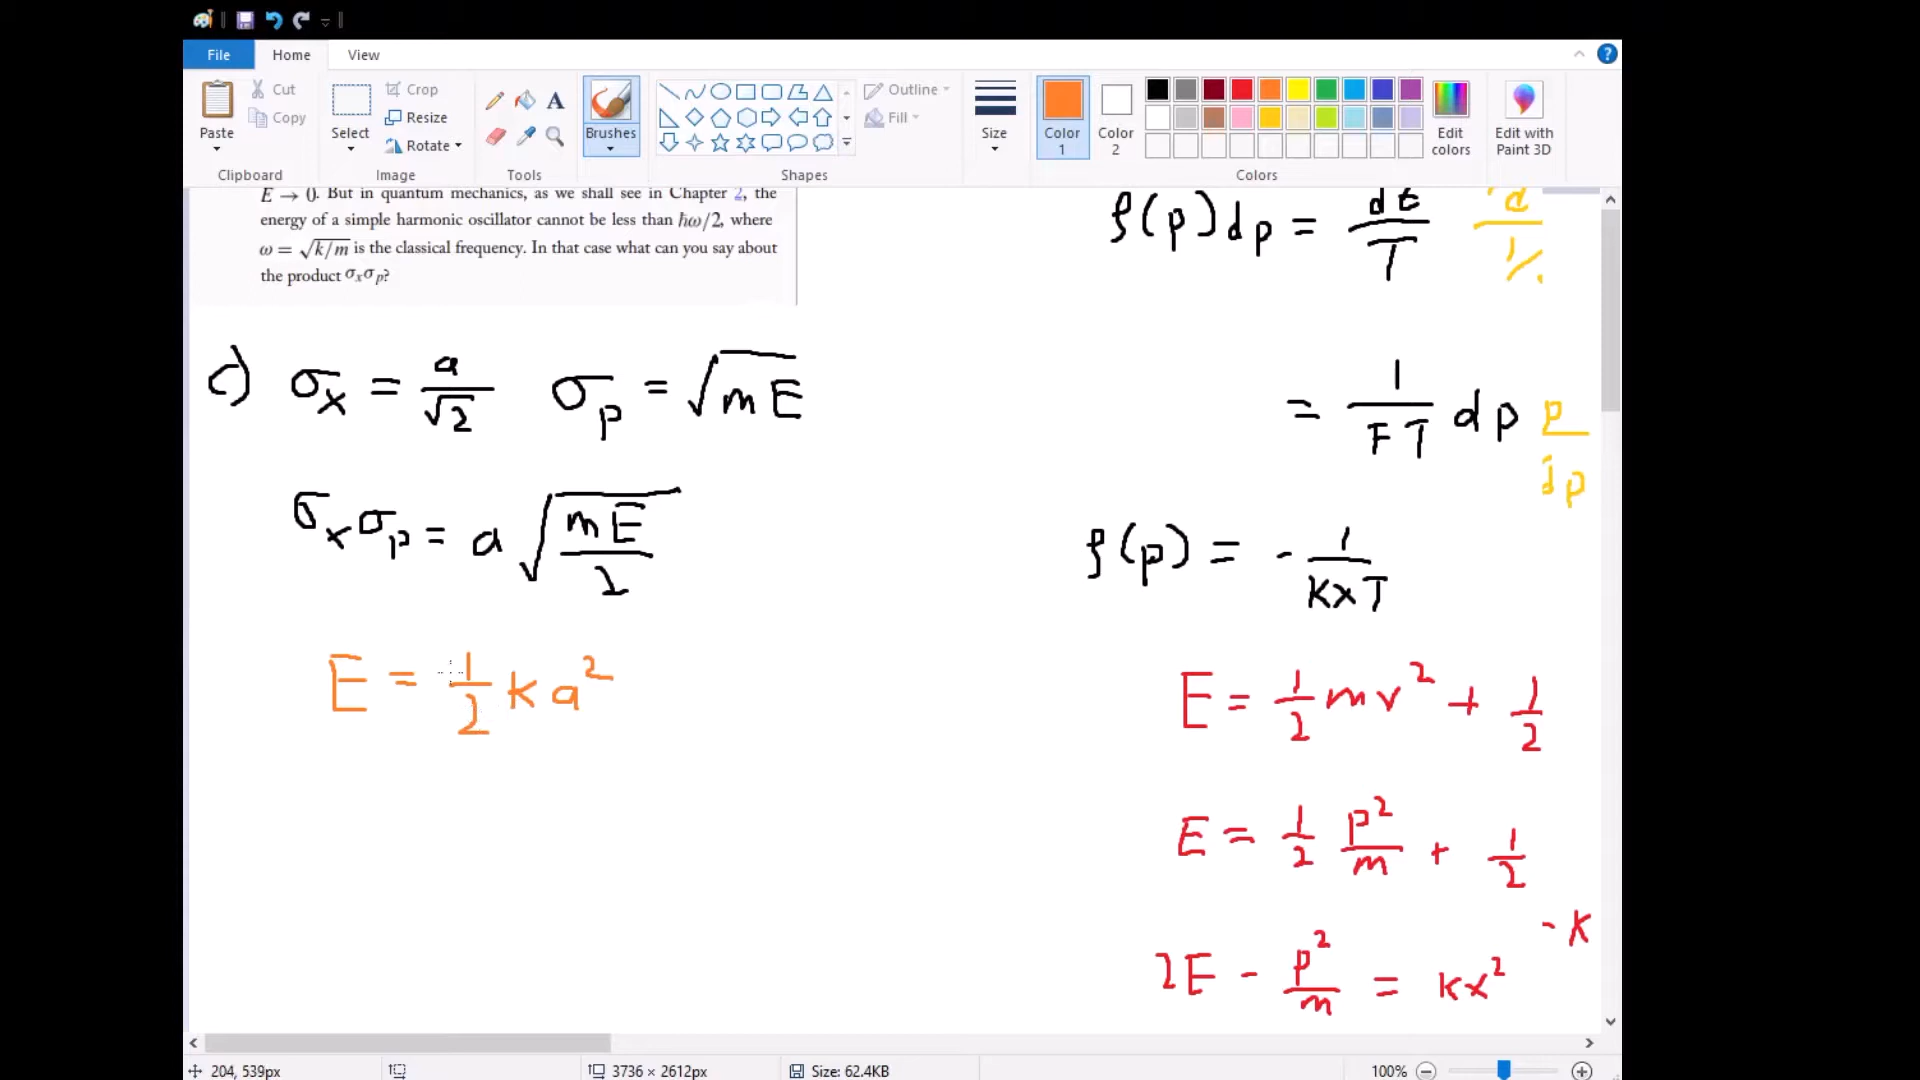 File Home View
Paste Cut Copy Clipboard
Select Crop Resize Rotate Image
A Tools
Brushes
Outline Fill Shapes
Size
Color 1 Color 2 Edit colors Edit with Paint 3D Colors
E → 0. But in quantum mechanics, as we shall see in Chapter 2, the
energy of a simple harmonic oscillator cannot be less than ℏω/2, where
ω = √k/m is the classical frequency. In that case what can you say about
the product σₓσₚ?
c) σₓ = a/√2 σₚ = √mE
σₓσₚ = a √(mE/2)
E = 1/2 k a²
ρ(p) dp = dt/T
= 1/FT dp p/dp
ρ(p) = - 1/kxT
E = 1/2 mv² + 1/2
E = 1/2 p²/m + 1/2
- k
2E - p²/m = kx²
204, 539px 3736 × 2612px Size: 62.4KB 100%